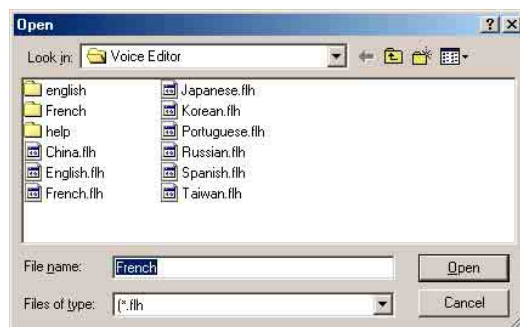 Open
Look in: Voice Editor
english
French
help
China.flh
English.flh
French.flh
Japanese.flh
Korean.flh
Portuguese.flh
Russian.flh
Spanish.flh
Taiwan.flh
File name: French
Open
Files of type: (*.flh
Cancel